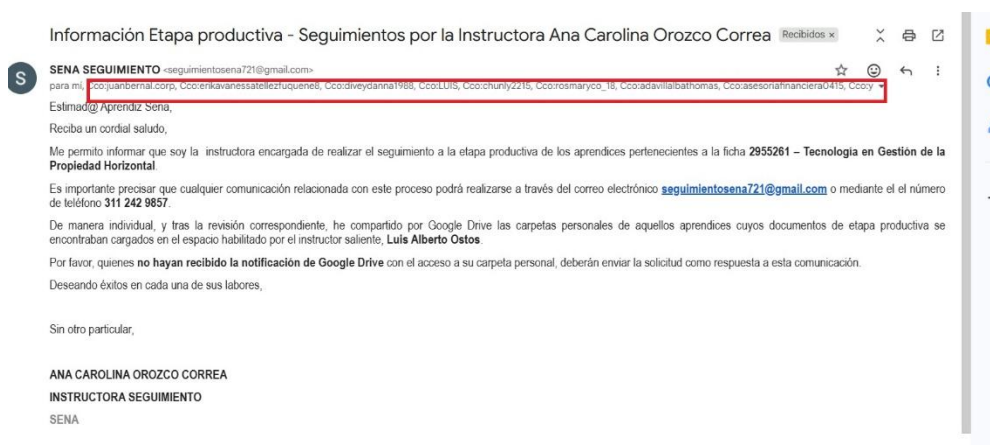 Información Etapa productiva - Seguimientos por la Instructora Ana Carolina Orozco Correa Recibidos x
S
SENA SEGUIMIENTO <seguimientosena721@gmail.com>
para mí, Cco:juanbernal.corp, Cco:erikavanessatellezfuquene8, Cco:diveydanna1988, Cco:LUIS, Cco:chunly2215, Cco:rosmaryco_18, Cco:adavillalbathomas, Cco:asesoriafinanciera0415, Cco:y
Estimad@ Aprendiz Sena,
Reciba un cordial saludo,
Me permito informar que soy la instructora encargada de realizar el seguimiento a la etapa productiva de los aprendices pertenecientes a la ficha 2955261 – Tecnología en Gestión de la
Propiedad Horizontal.
Es importante precisar que cualquier comunicación relacionada con este proceso podrá realizarse a través del correo electrónico seguimientosena721@gmail.com o mediante el el número
de teléfono 311 242 9857.
De manera individual, y tras la revisión correspondiente, he compartido por Google Drive las carpetas personales de aquellos aprendices cuyos documentos de etapa productiva se
encontraban cargados en el espacio habilitado por el instructor saliente, Luis Alberto Ostos.
Por favor, quienes no hayan recibido la notificación de Google Drive con el acceso a su carpeta personal, deberán enviar la solicitud como respuesta a esta comunicación.
Deseando éxitos en cada una de sus labores,
Sin otro particular,
ANA CAROLINA OROZCO CORREA
INSTRUCTORA SEGUIMIENTO
SENA